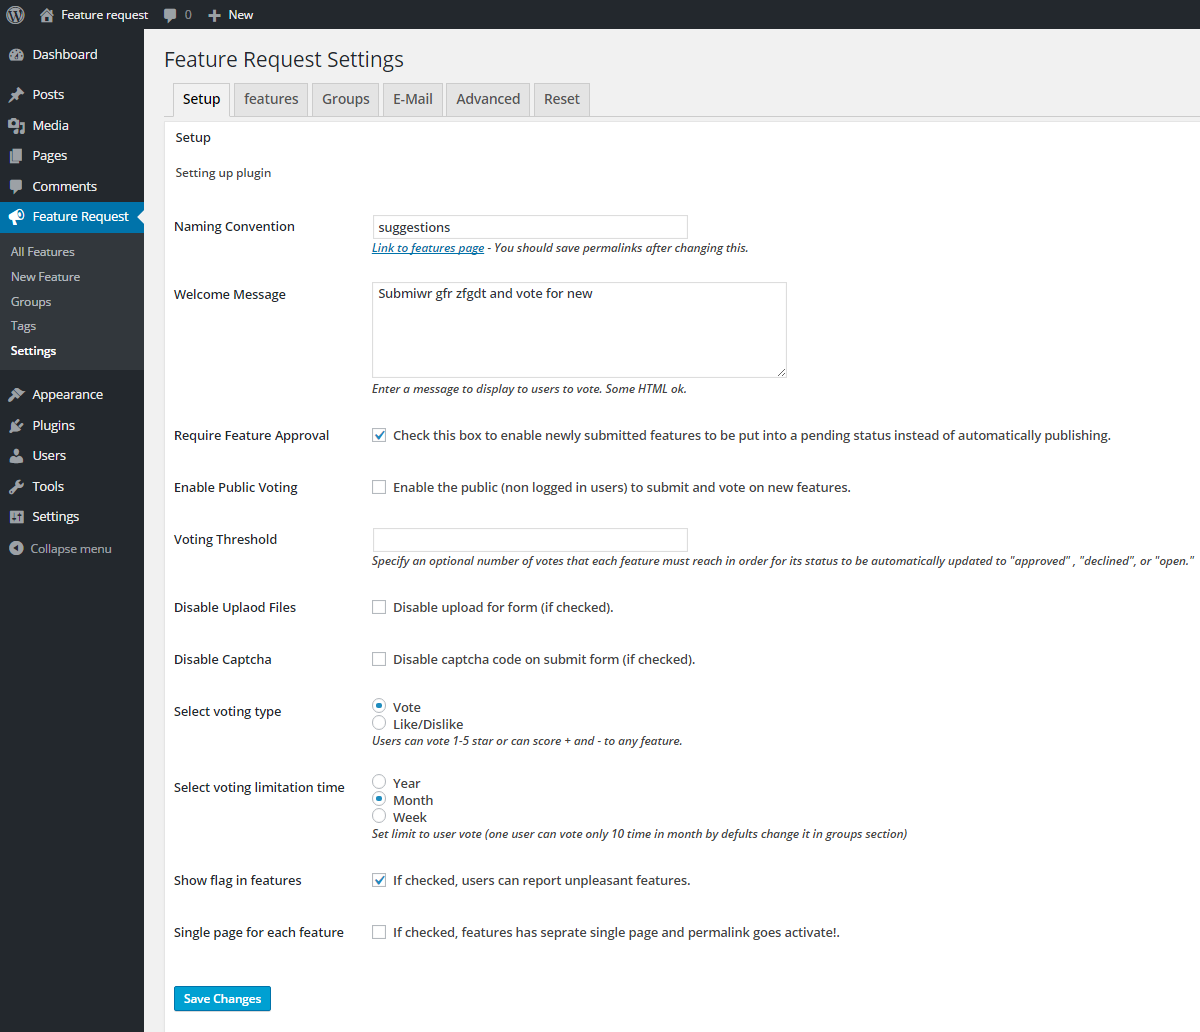 Feature request 0 New
Dashboard
Posts
Media
Pages
Comments
Feature Request
All Features
New Feature
Groups
Tags
Settings
Appearance
Plugins
Users
Tools
Settings
Collapse menu
Feature Request Settings
Setup features Groups E-Mail Advanced Reset
Setup
Setting up plugin
Naming Convention suggestions
Link to features page - You should save permalinks after changing this.
Welcome Message Submiwr gfr zfgdt and vote for new
Enter a message to display to users to vote. Some HTML ok.
Require Feature Approval Check this box to enable newly submitted features to be put into a pending status instead of automatically publishing.
Enable Public Voting Enable the public (non logged in users) to submit and vote on new features.
Voting Threshold
Specify an optional number of votes that each feature must reach in order for its status to be automatically updated to "approved" , "declined", or "open."
Disable Uplaod Files Disable upload for form (if checked).
Disable Captcha Disable captcha code on submit form (if checked).
Select voting type Vote
Like/Dislike
Users can vote 1-5 star or can score + and - to any feature.
Select voting limitation time Year
Month
Week
Set limit to user vote (one user can vote only 10 time in month by defults change it in groups section)
Show flag in features If checked, users can report unpleasant features.
Single page for each feature If checked, features has seprate single page and permalink goes activate!.
Save Changes